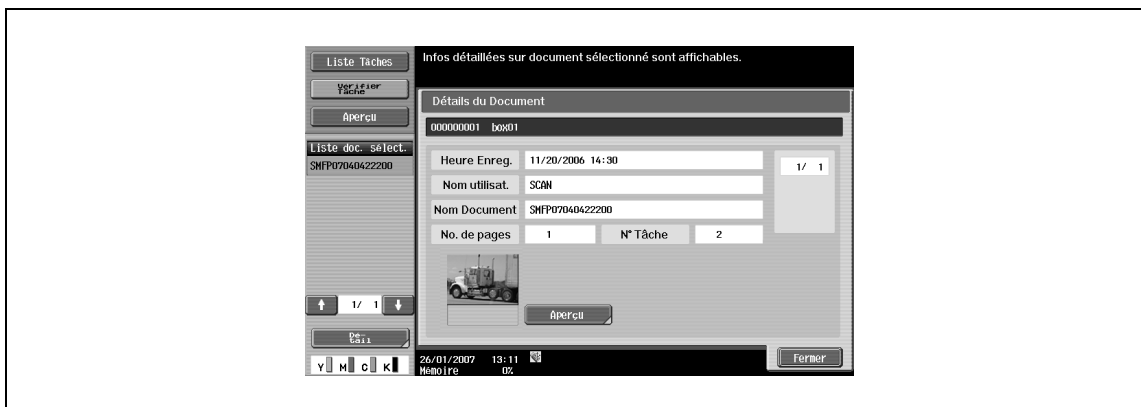 Liste Tâches
Vérifier
Tâche
Aperçu
Liste doc. sélect.
SMFP07040422200
1/ 1
Dé-
tail
Y M C K
Infos détaillées sur document sélectionné sont affichables.
Détails du Document
000000001 box01
Heure Enreg. 11/20/2006 14:30
1/ 1
Nom utilisat. SCAN
Nom Document SMFP07040422200
No. de pages 1 N° Tâche 2
Aperçu
26/01/2007 13:11
Mémoire 0%
Fermer